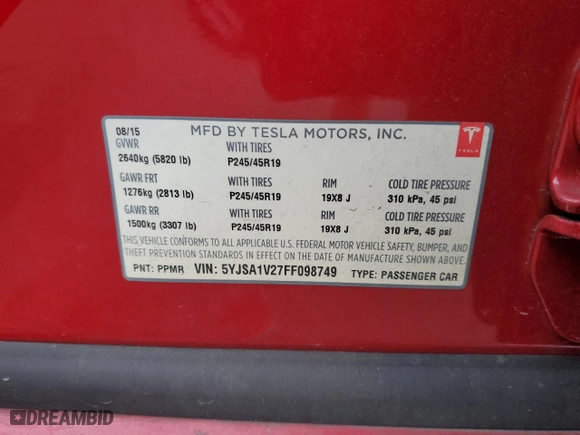 08/15 MFD BY TESLA MOTORS, INC.
GVWR WITH TIRES
2640kg (5820 lb) P245/45R19
GAWR FRT WITH TIRES RIM COLD TIRE PRESSURE
1276kg (2813 lb) P245/45R19 19X8 J 310 kPa, 45 psi
GAWR RR WITH TIRES RIM COLD TIRE PRESSURE
1500kg (3307 lb) P245/45R19 19X8 J 310 kPa, 45 psi
THIS VEHICLE CONFORMS TO ALL APPLICABLE U.S. FEDERAL MOTOR VEHICLE SAFETY, BUMPER, AND
THEFT PREVENTION STANDARDS IN EFFECT ON THE DATE OF MANUFACTURE SHOWN ABOVE.
PNT: PPMR VIN: 5YJSA1V27FF098749 TYPE: PASSENGER CAR
TESLA
DREAMBID